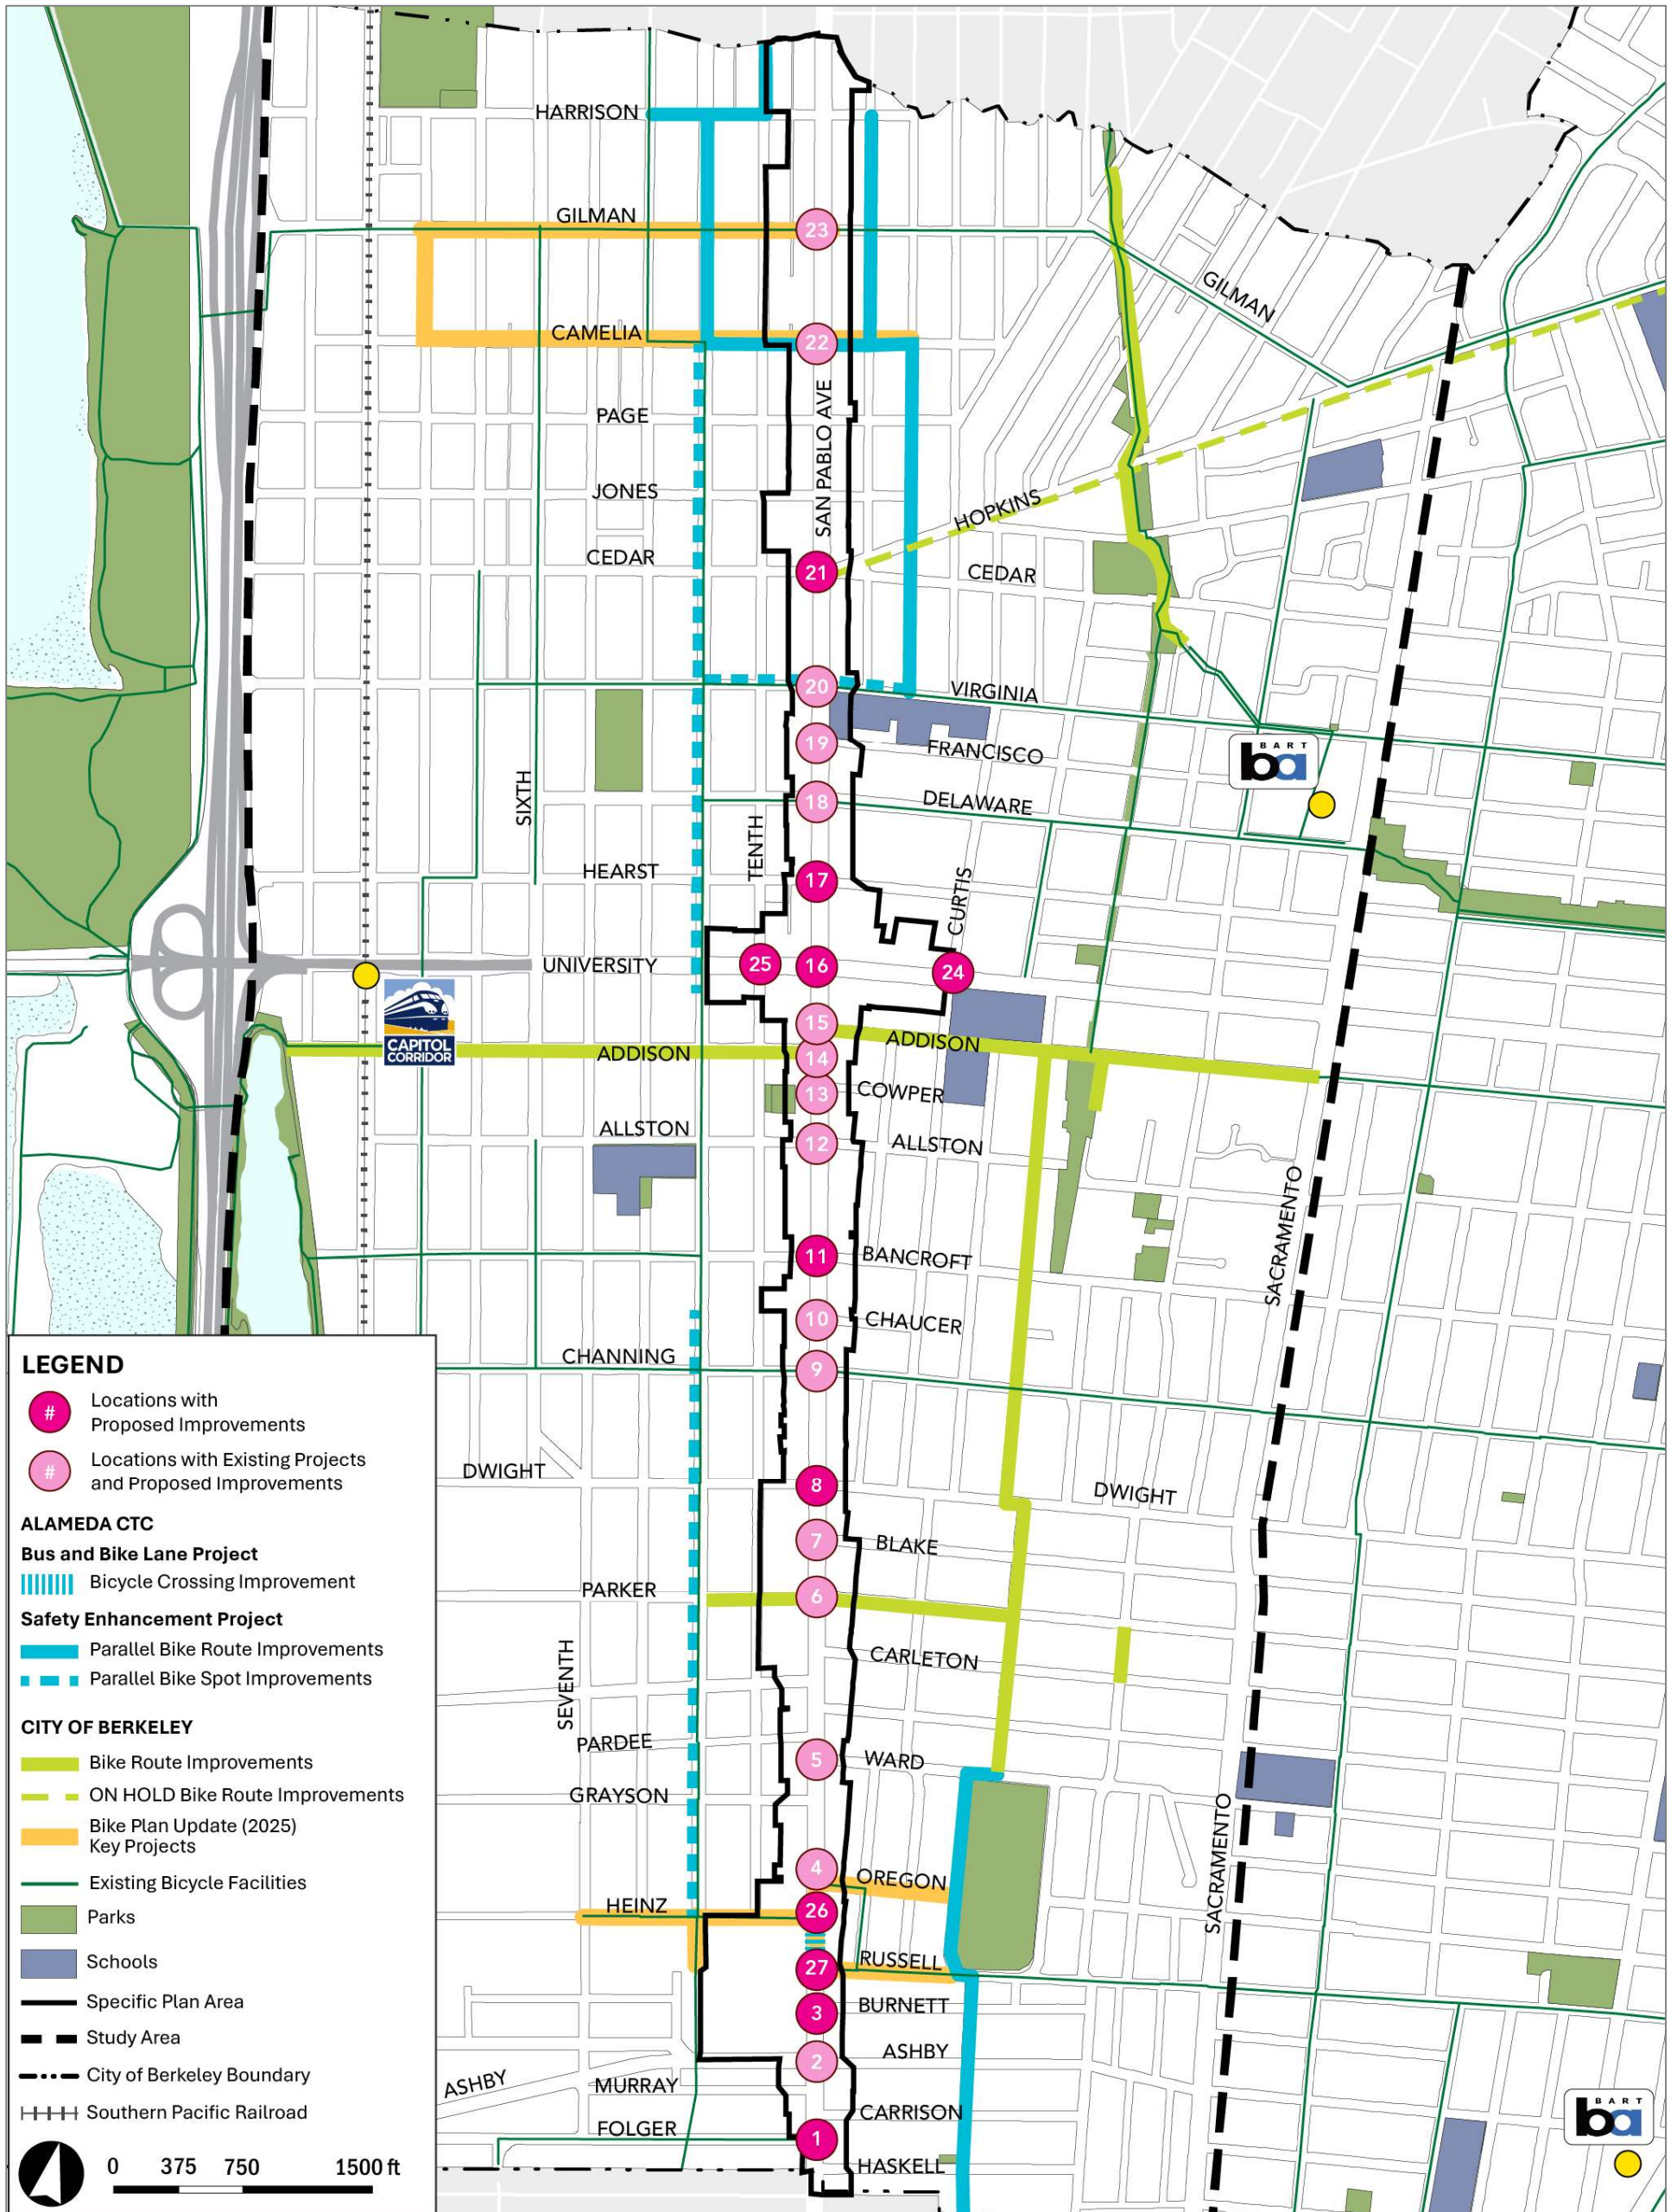 HARRISON
GILMAN
23
GILMAN
CAMELIA
22
PAGE
SAN PABLO AVE
JONES
HOPKINS
CEDAR
21
CEDAR
20
VIRGINIA
19
FRANCISCO
BART
ba
SIXTH
18
DELAWARE
TENTH
HEARST
17
CURTIS
UNIVERSITY
25
16
24
CAPITOL
CORRIDOR
15
ADDISON
ADDISON
14
13
COWPER
ALLSTON
12
ALLSTON
SACRAMENTO
11
BANCROFT
10
CHAUCER
CHANNING
9
DWIGHT
8
DWIGHT
7
BLAKE
PARKER
6
CARLETON
SEVENTH
PARDEE
5
WARD
GRAYSON
SACRAMENTO
4
OREGON
HEINZ
26
RUSSELL
27
3
BURNETT
ASHBY
2
ASHBY
MURRAY
CARRISON
FOLGER
1
HASKELL
BART
ba
LEGEND
# Locations with
Proposed Improvements
# Locations with Existing Projects
and Proposed Improvements
ALAMEDA CTC
Bus and Bike Lane Project
Bicycle Crossing Improvement
Safety Enhancement Project
Parallel Bike Route Improvements
Parallel Bike Spot Improvements
CITY OF BERKELEY
Bike Route Improvements
ON HOLD Bike Route Improvements
Bike Plan Update (2025)
Key Projects
Existing Bicycle Facilities
Parks
Schools
Specific Plan Area
Study Area
City of Berkeley Boundary
Southern Pacific Railroad
0 375 750 1500 ft